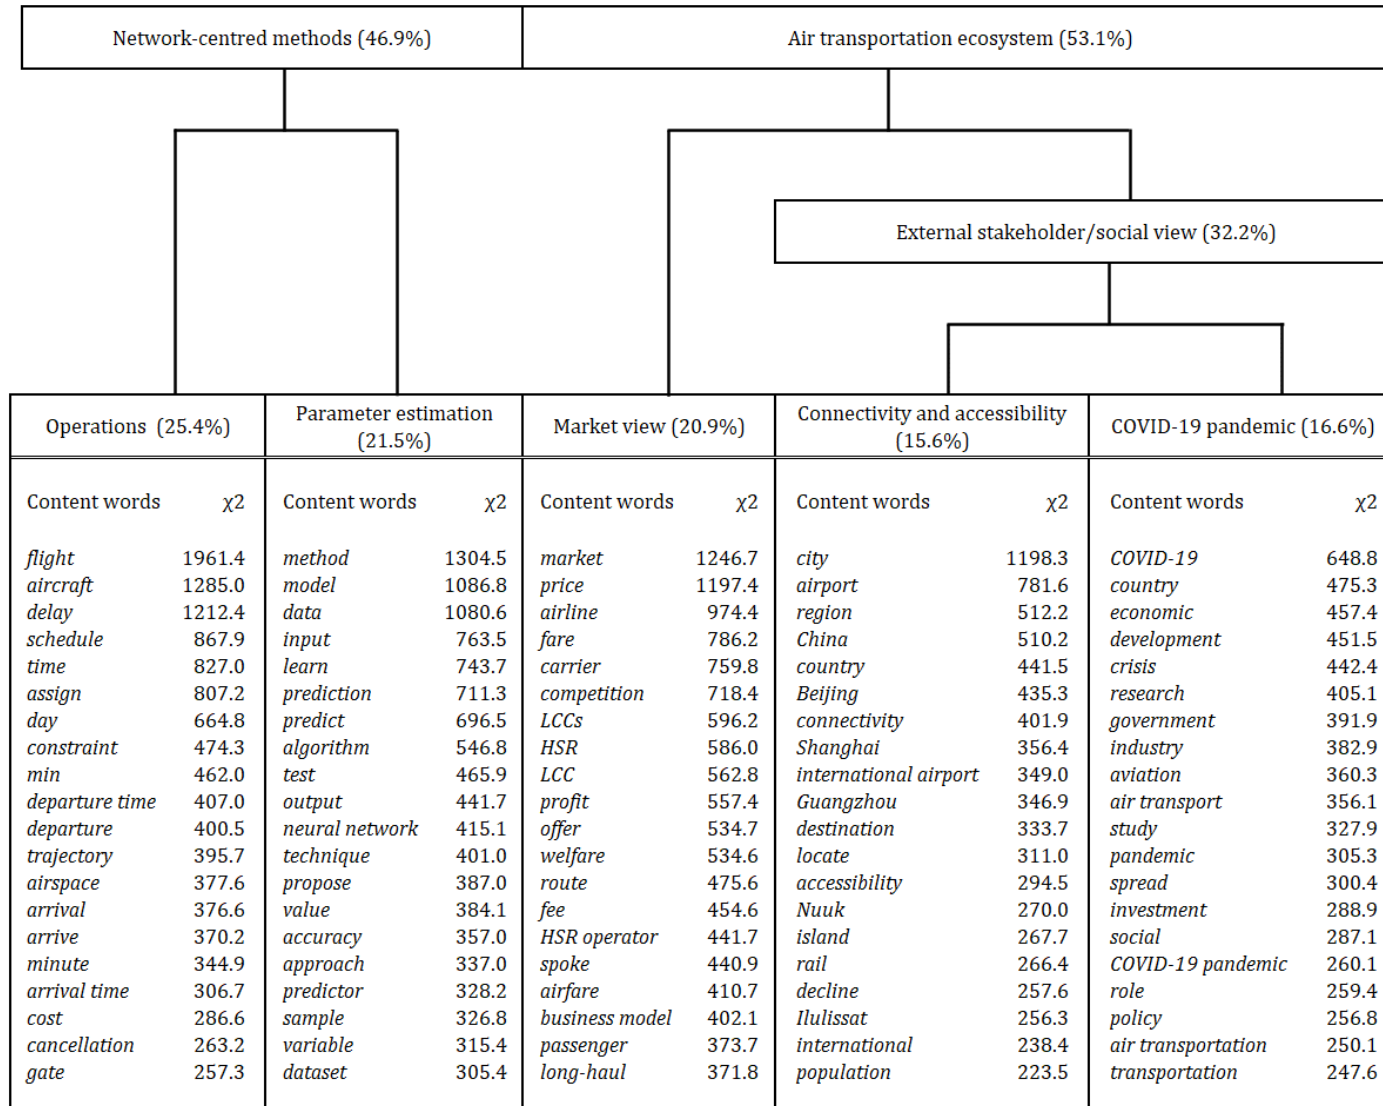 Network-centred methods (46.9%) Air transportation ecosystem (53.1%)
External stakeholder/social view (32.2%)
Operations (25.4%)
Parameter estimation
(21.5%)
Market view (20.9%)
Connectivity and accessibility
(15.6%)
COVID-19 pandemic (16.6%)
Content words χ2 Content words χ2 Content words χ2 Content words χ2 Content words χ2
flight 1961.4 method 1304.5 market 1246.7 city 1198.3 COVID-19 648.8
aircraft 1285.0 model 1086.8 price 1197.4 airport 781.6 country 475.3
delay 1212.4 data 1080.6 airline 974.4 region 512.2 economic 457.4
schedule 867.9 input 763.5 fare 786.2 China 510.2 development 451.5
time 827.0 learn 743.7 carrier 759.8 country 441.5 crisis 442.4
assign 807.2 prediction 711.3 competition 718.4 Beijing 435.3 research 405.1
day 664.8 predict 696.5 LCCs 596.2 connectivity 401.9 government 391.9
constraint 474.3 algorithm 546.8 HSR 586.0 Shanghai 356.4 industry 382.9
min 462.0 test 465.9 LCC 562.8 international airport 349.0 aviation 360.3
departure time 407.0 output 441.7 profit 557.4 Guangzhou 346.9 air transport 356.1
departure 400.5 neural network 415.1 offer 534.7 destination 333.7 study 327.9
trajectory 395.7 technique 401.0 welfare 534.6 locate 311.0 pandemic 305.3
airspace 377.6 propose 387.0 route 475.6 accessibility 294.5 spread 300.4
arrival 376.6 value 384.1 fee 454.6 Nuuk 270.0 investment 288.9
arrive 370.2 accuracy 357.0 HSR operator 441.7 island 267.7 social 287.1
minute 344.9 approach 337.0 spoke 440.9 rail 266.4 COVID-19 pandemic 260.1
arrival time 306.7 predictor 328.2 airfare 410.7 decline 257.6 role 259.4
cost 286.6 sample 326.8 business model 402.1 Ilulissat 256.3 policy 256.8
cancellation 263.2 variable 315.4 passenger 373.7 international 238.4 air transportation 250.1
gate 257.3 dataset 305.4 long-haul 371.8 population 223.5 transportation 247.6